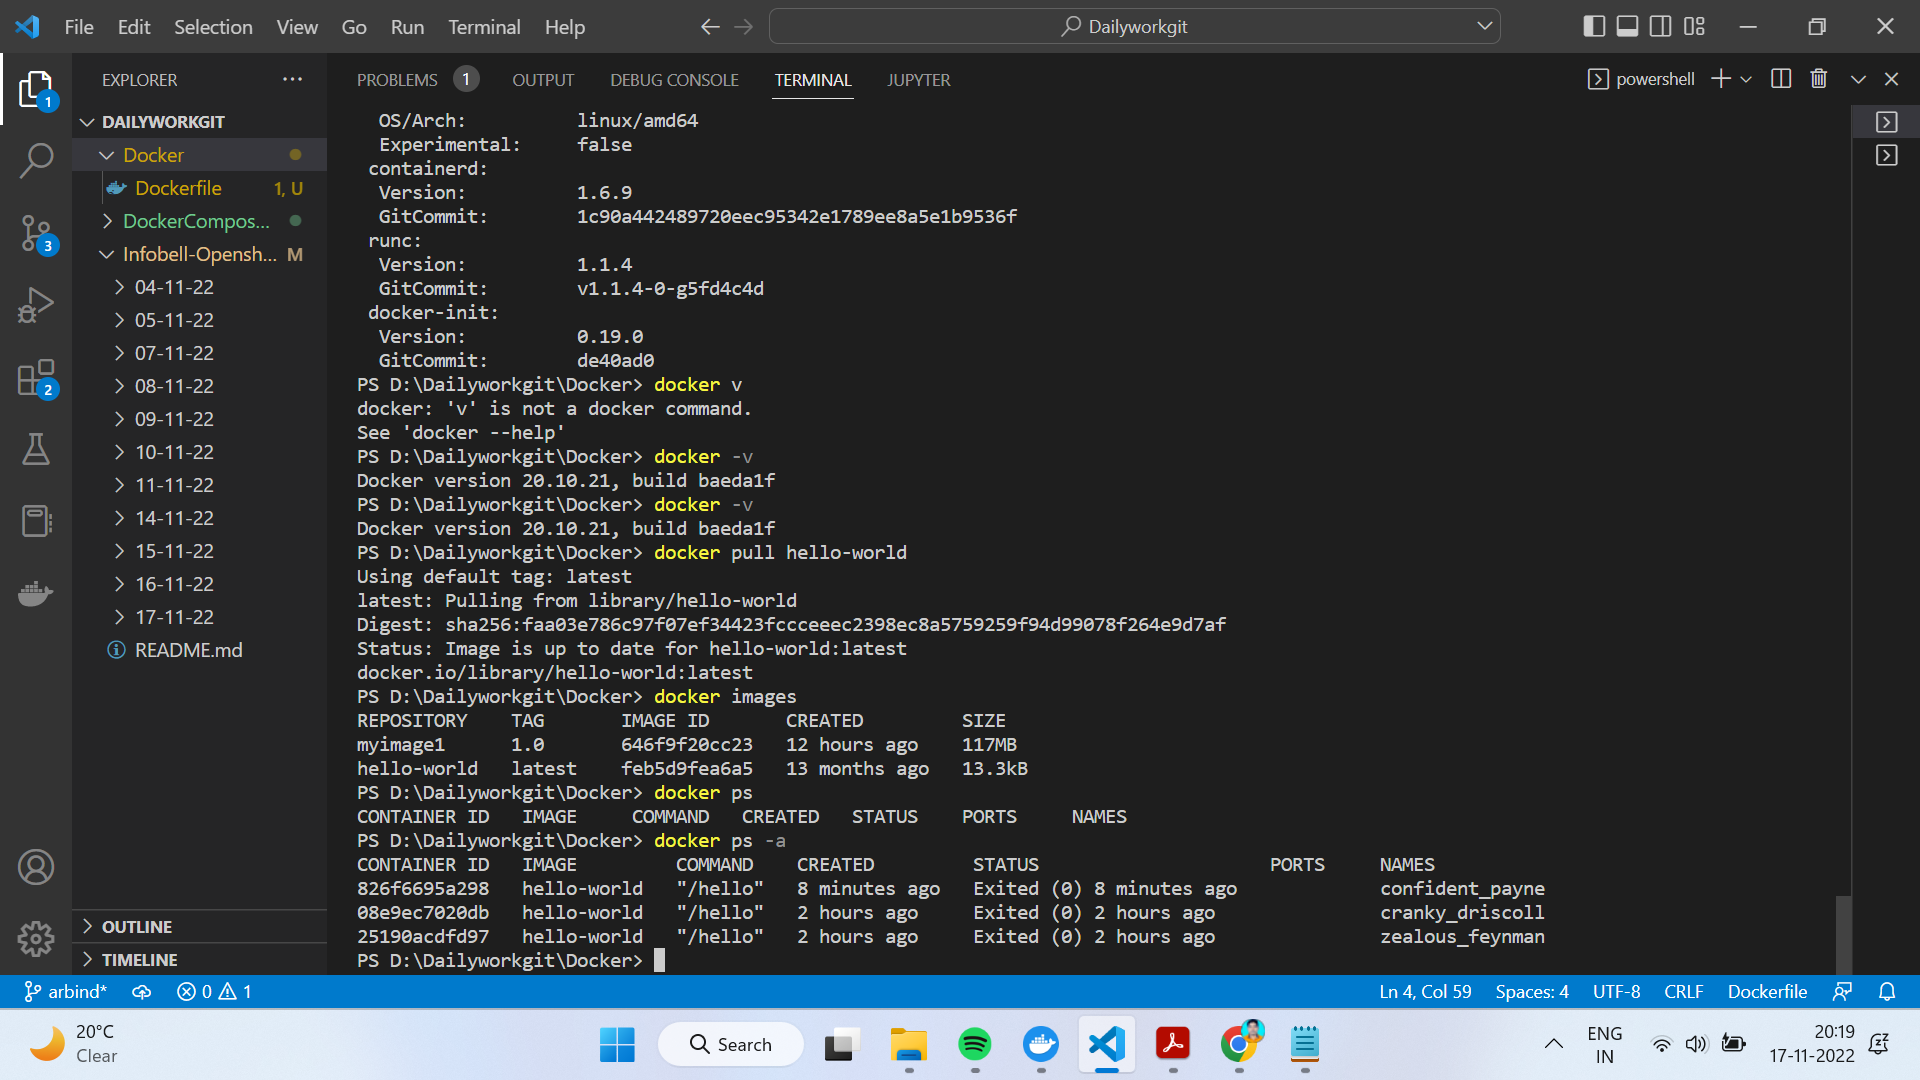 File Edit Selection View Go Run Terminal Help
Dailyworkgit
EXPLORER
PROBLEMS 1 OUTPUT DEBUG CONSOLE TERMINAL JUPYTER
powershell
1
3
2
DAILYWORKGIT
Docker
Dockerfile 1, U
DockerCompos...
Infobell-Opensh... M
04-11-22
05-11-22
07-11-22
08-11-22
09-11-22
10-11-22
11-11-22
14-11-22
15-11-22
16-11-22
17-11-22
README.md
OUTLINE
TIMELINE
OS/Arch: linux/amd64
Experimental: false
containerd:
Version: 1.6.9
GitCommit: 1c90a442489720eec95342e1789ee8a5e1b9536f
runc:
Version: 1.1.4
GitCommit: v1.1.4-0-g5fd4c4d
docker-init:
Version: 0.19.0
GitCommit: de40ad0
PS D:\Dailyworkgit\Docker> docker v
docker: 'v' is not a docker command.
See 'docker --help'
PS D:\Dailyworkgit\Docker> docker -v
Docker version 20.10.21, build baeda1f
PS D:\Dailyworkgit\Docker> docker -v
Docker version 20.10.21, build baeda1f
PS D:\Dailyworkgit\Docker> docker pull hello-world
Using default tag: latest
latest: Pulling from library/hello-world
Digest: sha256:faa03e786c97f07ef34423fccceeec2398ec8a5759259f94d99078f264e9d7af
Status: Image is up to date for hello-world:latest
docker.io/library/hello-world:latest
PS D:\Dailyworkgit\Docker> docker images
REPOSITORY TAG IMAGE ID CREATED SIZE
myimage1 1.0 646f9f20cc23 12 hours ago 117MB
hello-world latest feb5d9fea6a5 13 months ago 13.3kB
PS D:\Dailyworkgit\Docker> docker ps
CONTAINER ID IMAGE COMMAND CREATED STATUS PORTS NAMES
PS D:\Dailyworkgit\Docker> docker ps -a
CONTAINER ID IMAGE COMMAND CREATED STATUS PORTS NAMES
826f6695a298 hello-world "/hello" 8 minutes ago Exited (0) 8 minutes ago confident_payne
08e9ec7020db hello-world "/hello" 2 hours ago Exited (0) 2 hours ago cranky_driscoll
25190acdfd97 hello-world "/hello" 2 hours ago Exited (0) 2 hours ago zealous_feynman
PS D:\Dailyworkgit\Docker>
arbind* 0 1 Ln 4, Col 59 Spaces: 4 UTF-8 CRLF Dockerfile
20°C
Clear
Search
ENG
IN
20:19
17-11-2022